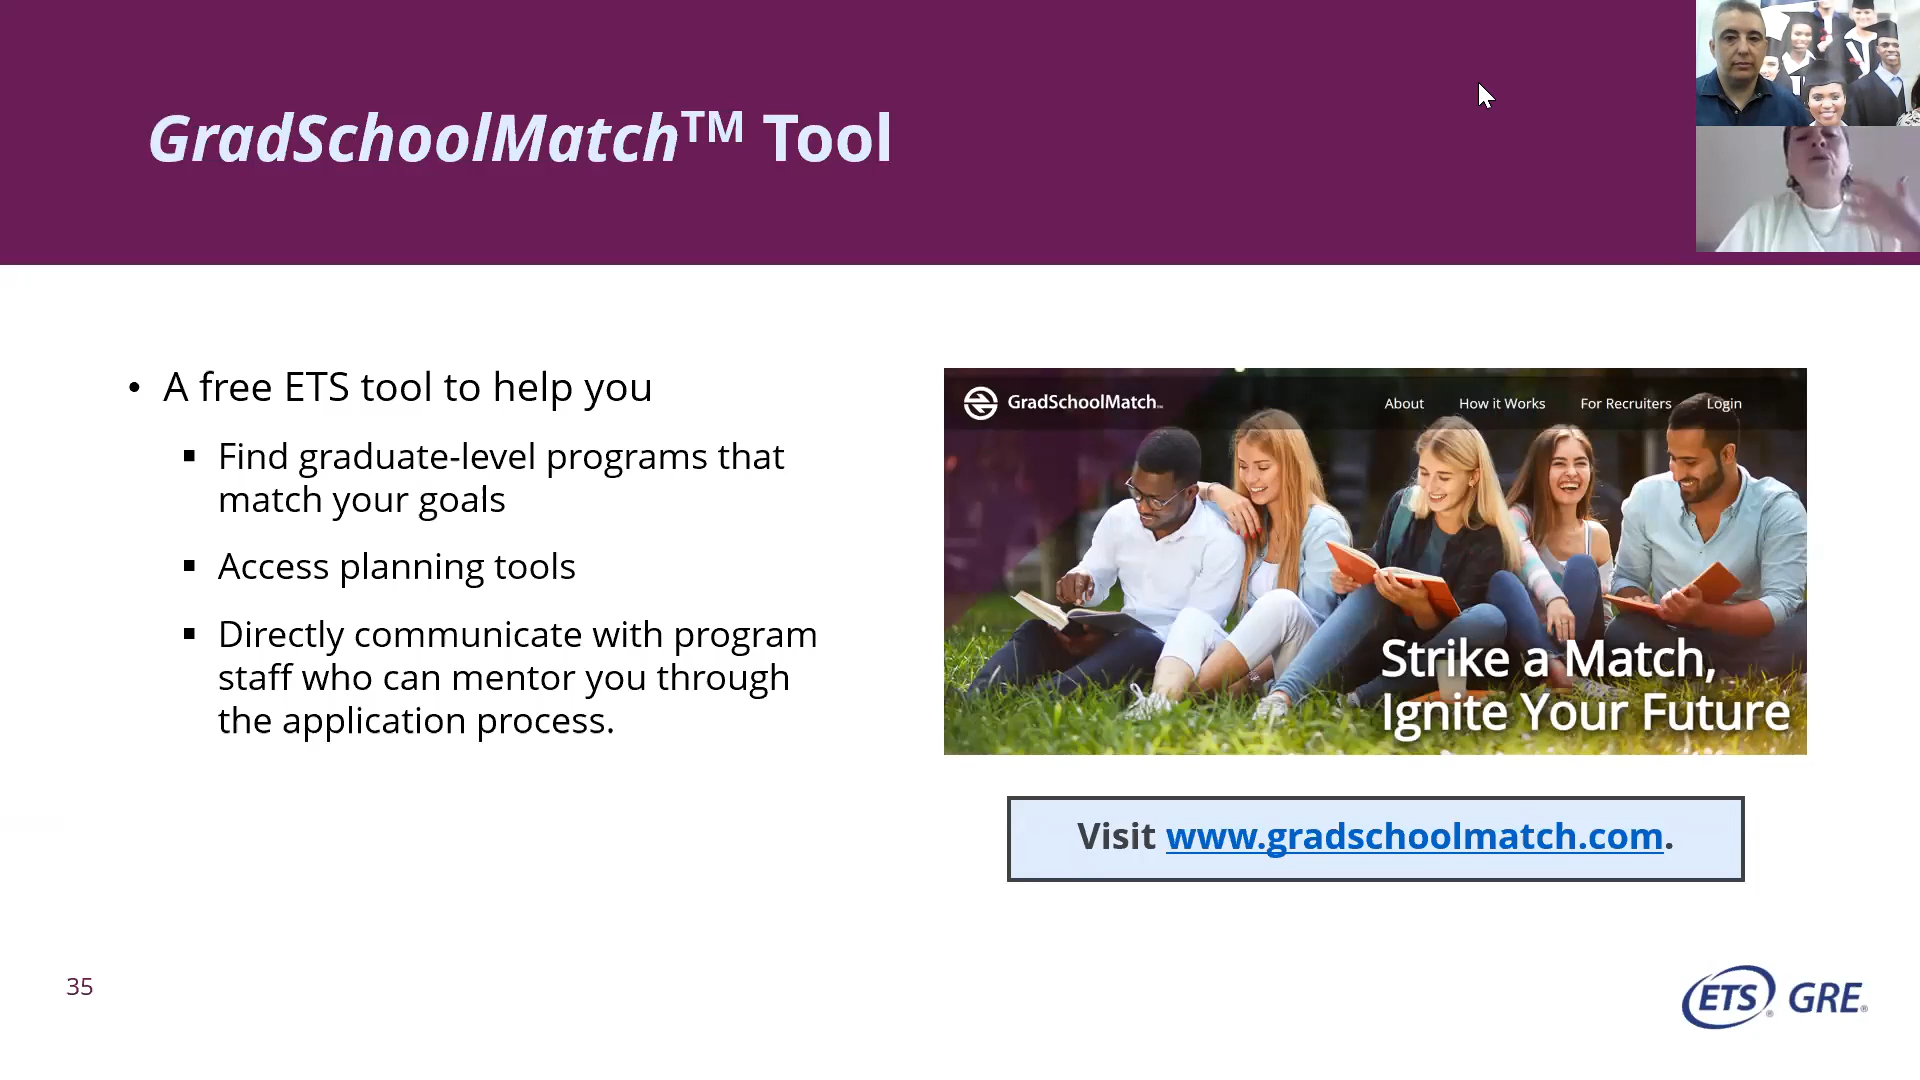 GradSchoolMatch™ Tool
• A free ETS tool to help you
▪ Find graduate-level programs that
match your goals
▪ Access planning tools
▪ Directly communicate with program
staff who can mentor you through
the application process.
GradSchoolMatch™ About How it Works For Recruiters Login
Strike a Match,
Ignite Your Future
Visit www.gradschoolmatch.com.
35
ETS® GRE®